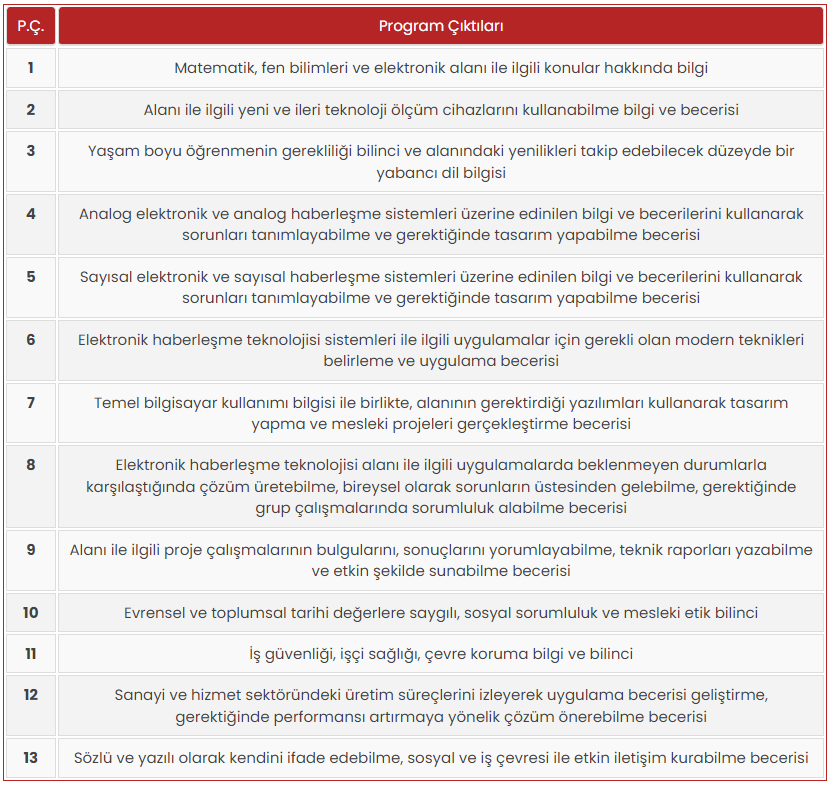 P.Ç. Program Çıktıları
1 Matematik, fen bilimleri ve elektronik alanı ile ilgili konular hakkında bilgi
2 Alanı ile ilgili yeni ve ileri teknoloji ölçüm cihazlarını kullanabilme bilgi ve becerisi
3 Yaşam boyu öğrenmenin gerekliliği bilinci ve alanındaki yenilikleri takip edebilecek düzeyde bir
yabancı dil bilgisi
4 Analog elektronik ve analog haberleşme sistemleri üzerine edinilen bilgi ve becerilerini kullanarak
sorunları tanımlayabilme ve gerektiğinde tasarım yapabilme becerisi
5 Sayısal elektronik ve sayısal haberleşme sistemleri üzerine edinilen bilgi ve becerilerini kullanarak
sorunları tanımlayabilme ve gerektiğinde tasarım yapabilme becerisi
6 Elektronik haberleşme teknolojisi sistemleri ile ilgili uygulamalar için gerekli olan modern teknikleri
belirleme ve uygulama becerisi
7 Temel bilgisayar kullanımı bilgisi ile birlikte, alanının gerektirdiği yazılımları kullanarak tasarım
yapma ve mesleki projeleri gerçekleştirme becerisi
8 Elektronik haberleşme teknolojisi alanı ile ilgili uygulamalarda beklenmeyen durumlarla
karşılaştığında çözüm üretebilme, bireysel olarak sorunların üstesinden gelebilme, gerektiğinde
grup çalışmalarında sorumluluk alabilme becerisi
9 Alanı ile ilgili proje çalışmalarının bulgularını, sonuçlarını yorumlayabilme, teknik raporları yazabilme
ve etkin şekilde sunabilme becerisi
10 Evrensel ve toplumsal tarihi değerlere saygılı, sosyal sorumluluk ve mesleki etik bilinci
11 İş güvenliği, işçi sağlığı, çevre koruma bilgi ve bilinci
12 Sanayi ve hizmet sektöründeki üretim süreçlerini izleyerek uygulama becerisi geliştirme,
gerektiğinde performansı artırmaya yönelik çözüm önerebilme becerisi
13 Sözlü ve yazılı olarak kendini ifade edebilme, sosyal ve iş çevresi ile etkin iletişim kurabilme becerisi